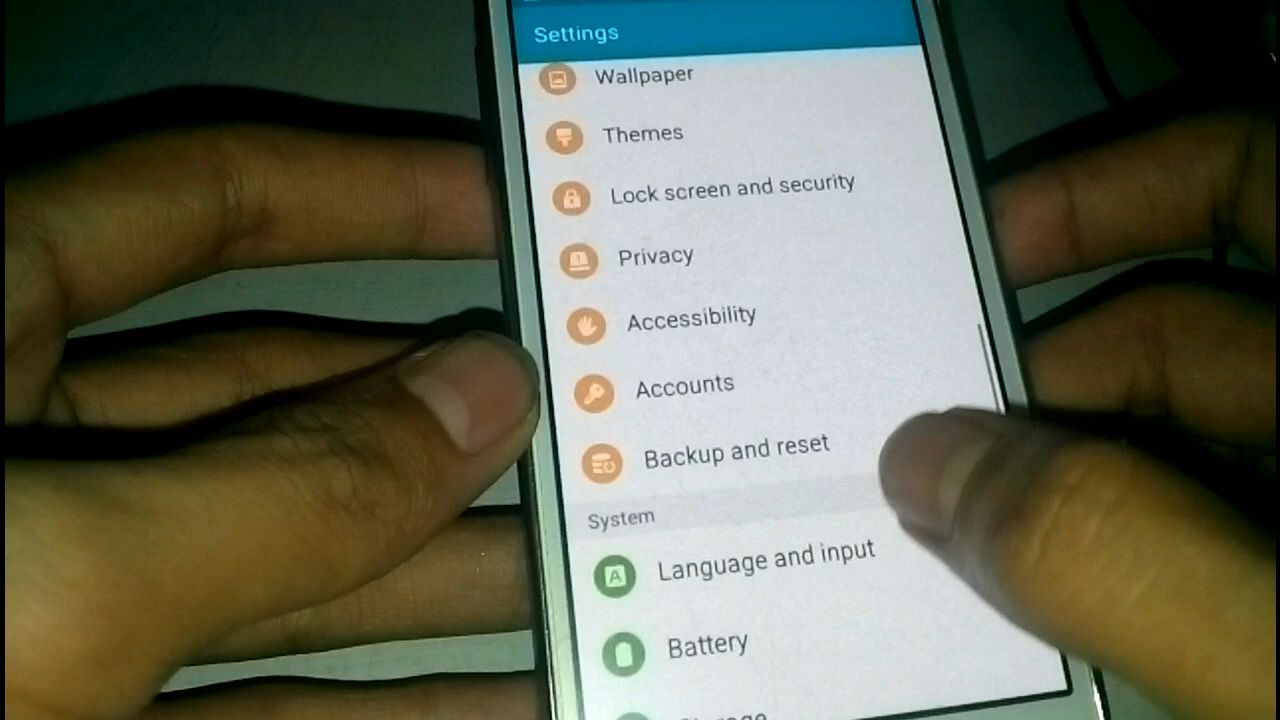 Settings
Wallpaper
Themes
Lock screen and security
Privacy
Accessibility
Accounts
Backup and reset
System
Language and input
Battery